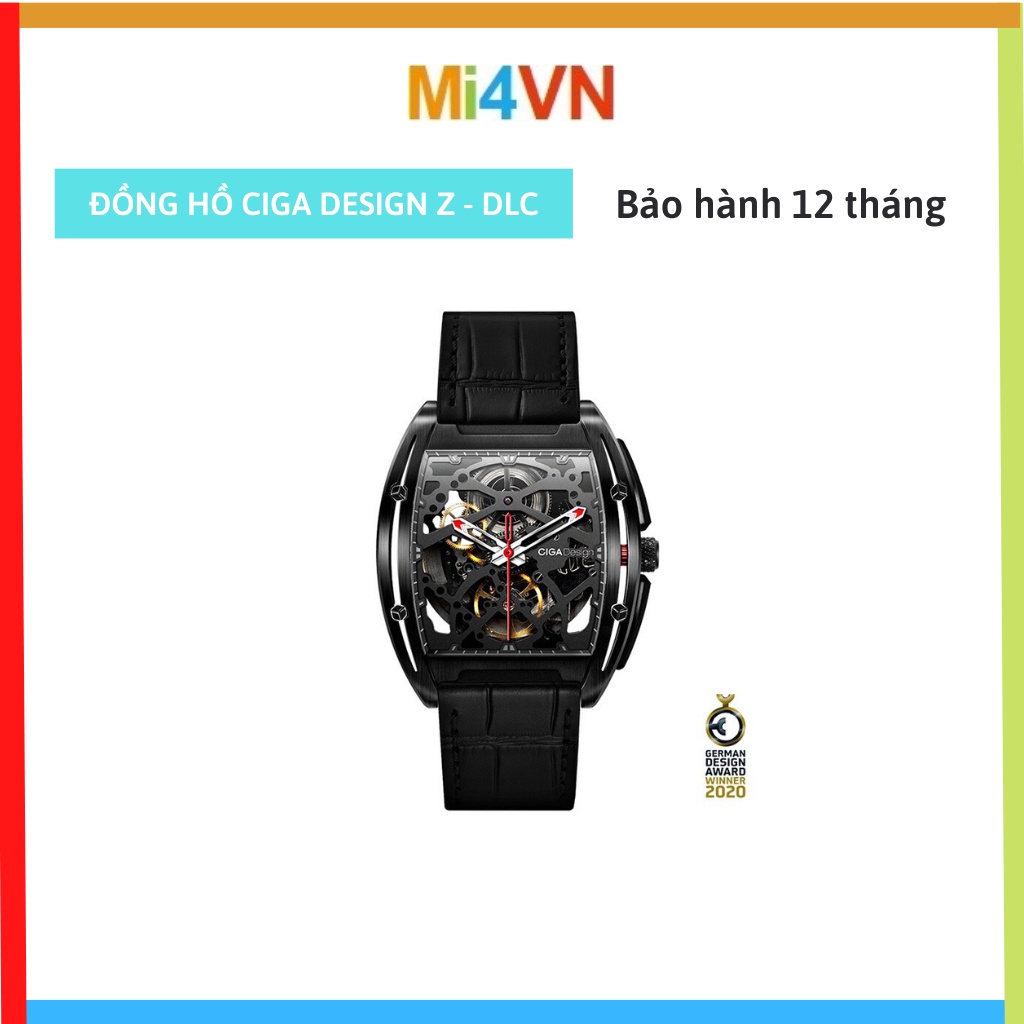 Mi4VN
ĐỒNG HỒ CIGA DESIGN Z - DLC
Bảo hành 12 tháng
CIGA Design
GERMAN
DESIGN
AWARD
WINNER
2020